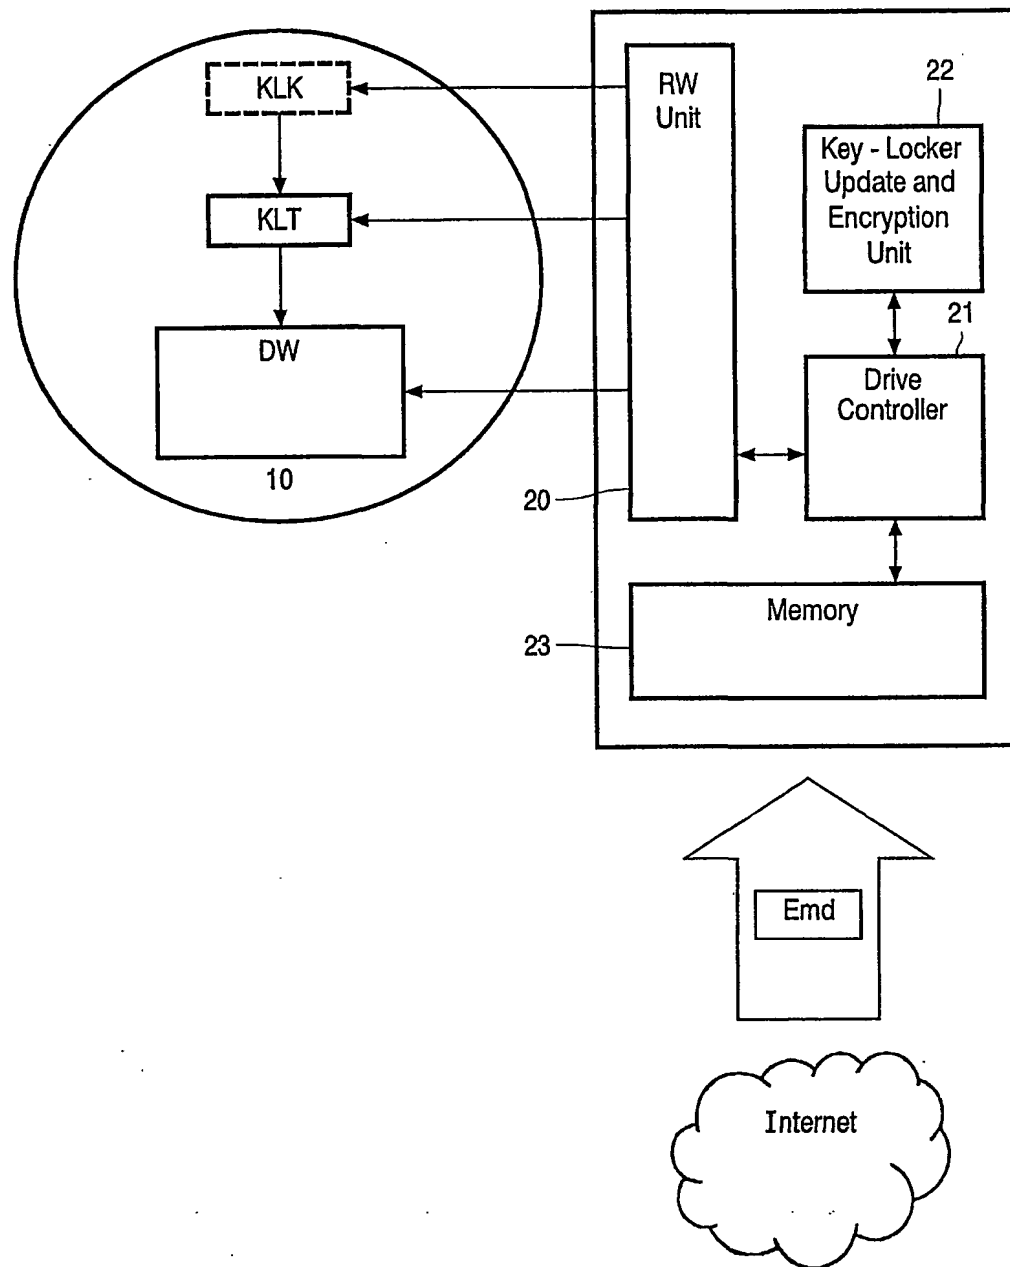 KLK
KLT
DW
10
RW
Unit
20
22
Key - Locker
Update and
Encryption
Unit
21
Drive
Controller
Memory
23
Emd
Internet